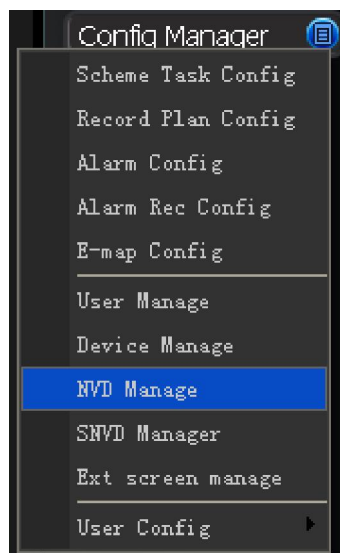 Config Manager
Scheme Task Config
Record Plan Config
Alarm Config
Alarm Rec Config
E-map Config
User Manage
Device Manage
NVD Manage
SNVD Manager
Ext screen manage
User Config